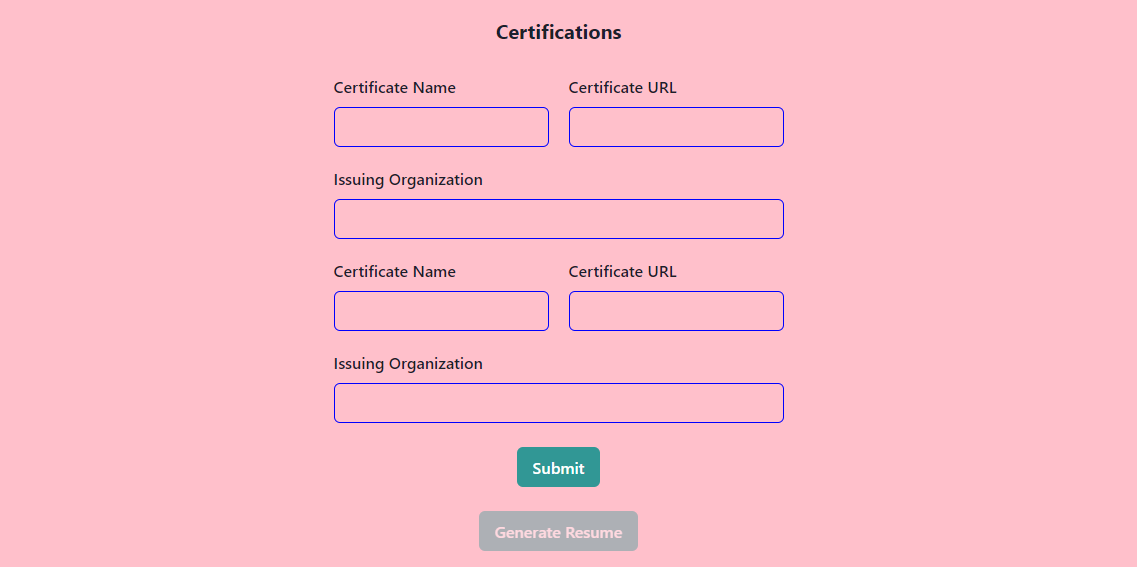 Certifications
Certificate Name Certificate URL
Issuing Organization
Certificate Name Certificate URL
Issuing Organization
Submit
Generate Resume